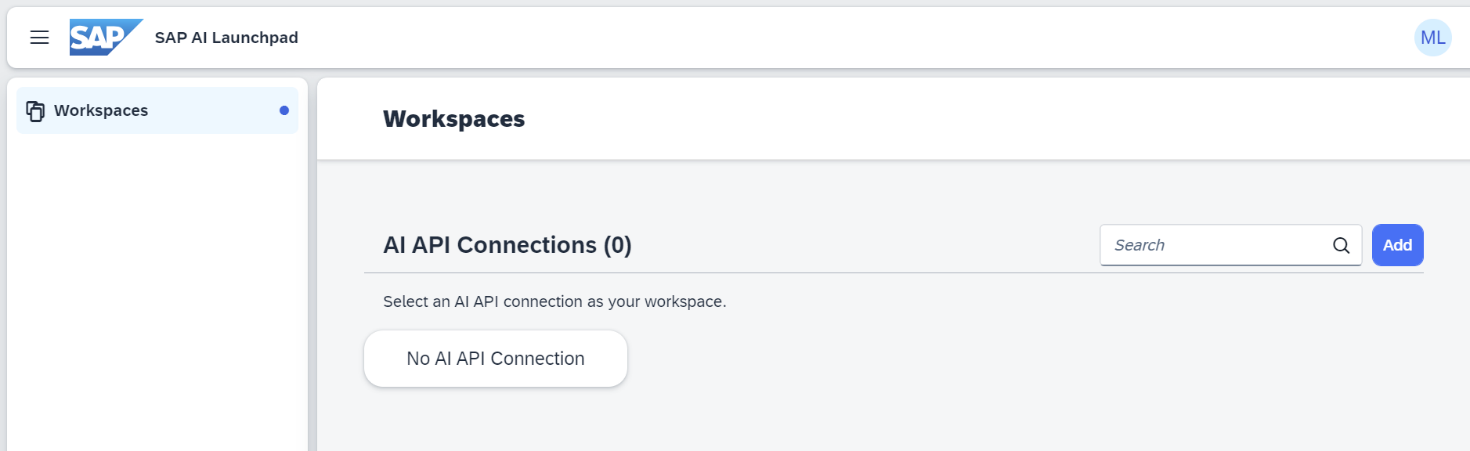 SAP SAP AI Launchpad ML
Workspaces
Workspaces
AI API Connections (0) Search Add
Select an AI API connection as your workspace.
No AI API Connection